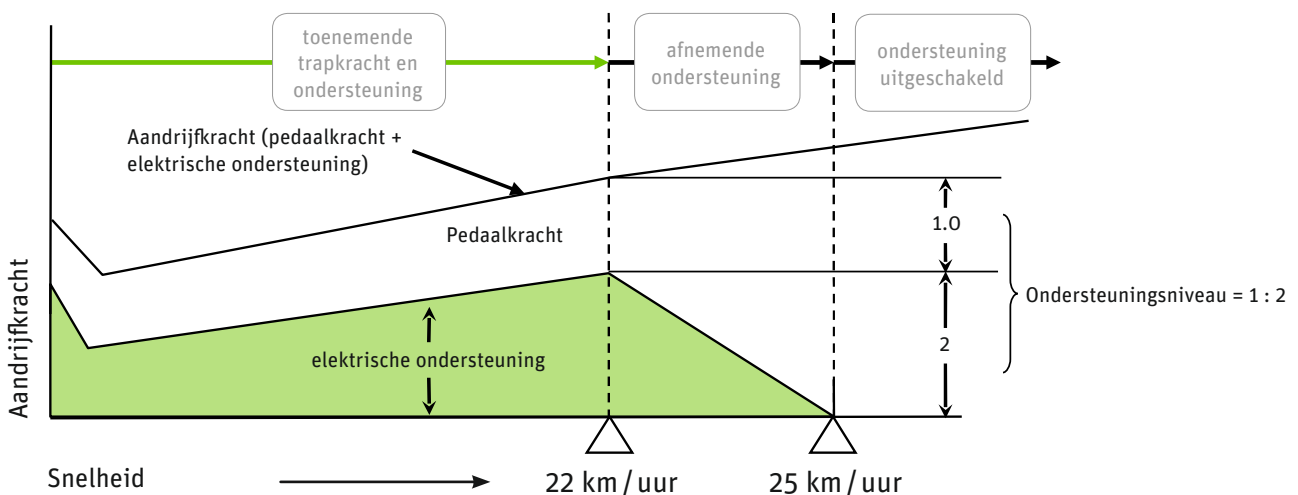 toenemende
trapkracht en
ondersteuning
afnemende
ondersteuning
ondersteuning
uitgeschakeld
Aandrijfkracht (pedaalkracht +
elektrische ondersteuning)
Pedaalkracht
1.0
Ondersteuningsniveau = 1 : 2
2
elektrische ondersteuning
Aandrijfkracht
Snelheid
22 km / uur
25 km / uur